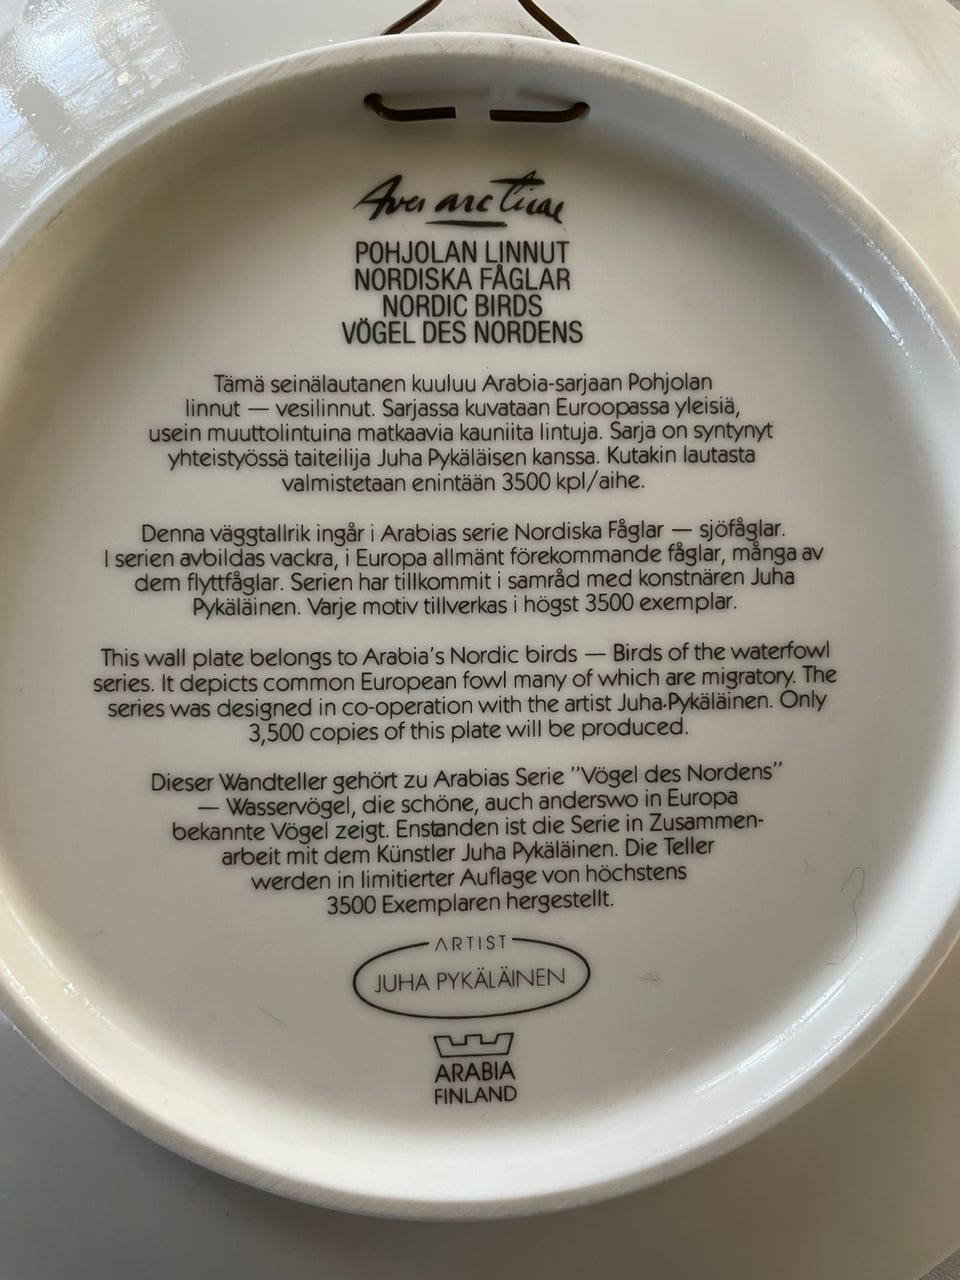 Aves arcticae
POHJOLAN LINNUT
NORDISKA FÅGLAR
NORDIC BIRDS
VÖGEL DES NORDENS
Tämä seinälautanen kuuluu Arabia-sarjaan Pohjolan
linnut — vesilinnut. Sarjassa kuvataan Euroopassa yleisiä,
usein muuttolintuina matkaavia kauniita lintuja. Sarja on syntynyt
yhteistyössä taiteilija Juha Pykäläisen kanssa. Kutakin lautasta
valmistetaan enintään 3500 kpl/aihe.
Denna väggtallrik ingår i Arabias serie Nordiska Fåglar — sjöfåglar.
I serien avbildas vackra, i Europa allmänt förekommande fåglar, många av
dem flyttfåglar. Serien har tillkommit i samråd med konstnären Juha
Pykäläinen. Varje motiv tillverkas i högst 3500 exemplar.
This wall plate belongs to Arabia's Nordic birds — Birds of the waterfowl
series. It depicts common European fowl many of which are migratory. The
series was designed in co-operation with the artist Juha·Pykäläinen. Only
3,500 copies of this plate will be produced.
Dieser Wandteller gehört zu Arabias Serie "Vögel des Nordens"
— Wasservögel, die schöne, auch anderswo in Europa
bekannte Vögel zeigt. Enstanden ist die Serie in Zusammen-
arbeit mit dem Künstler Juha Pykäläinen. Die Teller
werden in limitierter Auflage von höchstens
3500 Exemplaren hergestellt.
ARTIST
JUHA PYKÄLÄINEN
ARABIA
FINLAND